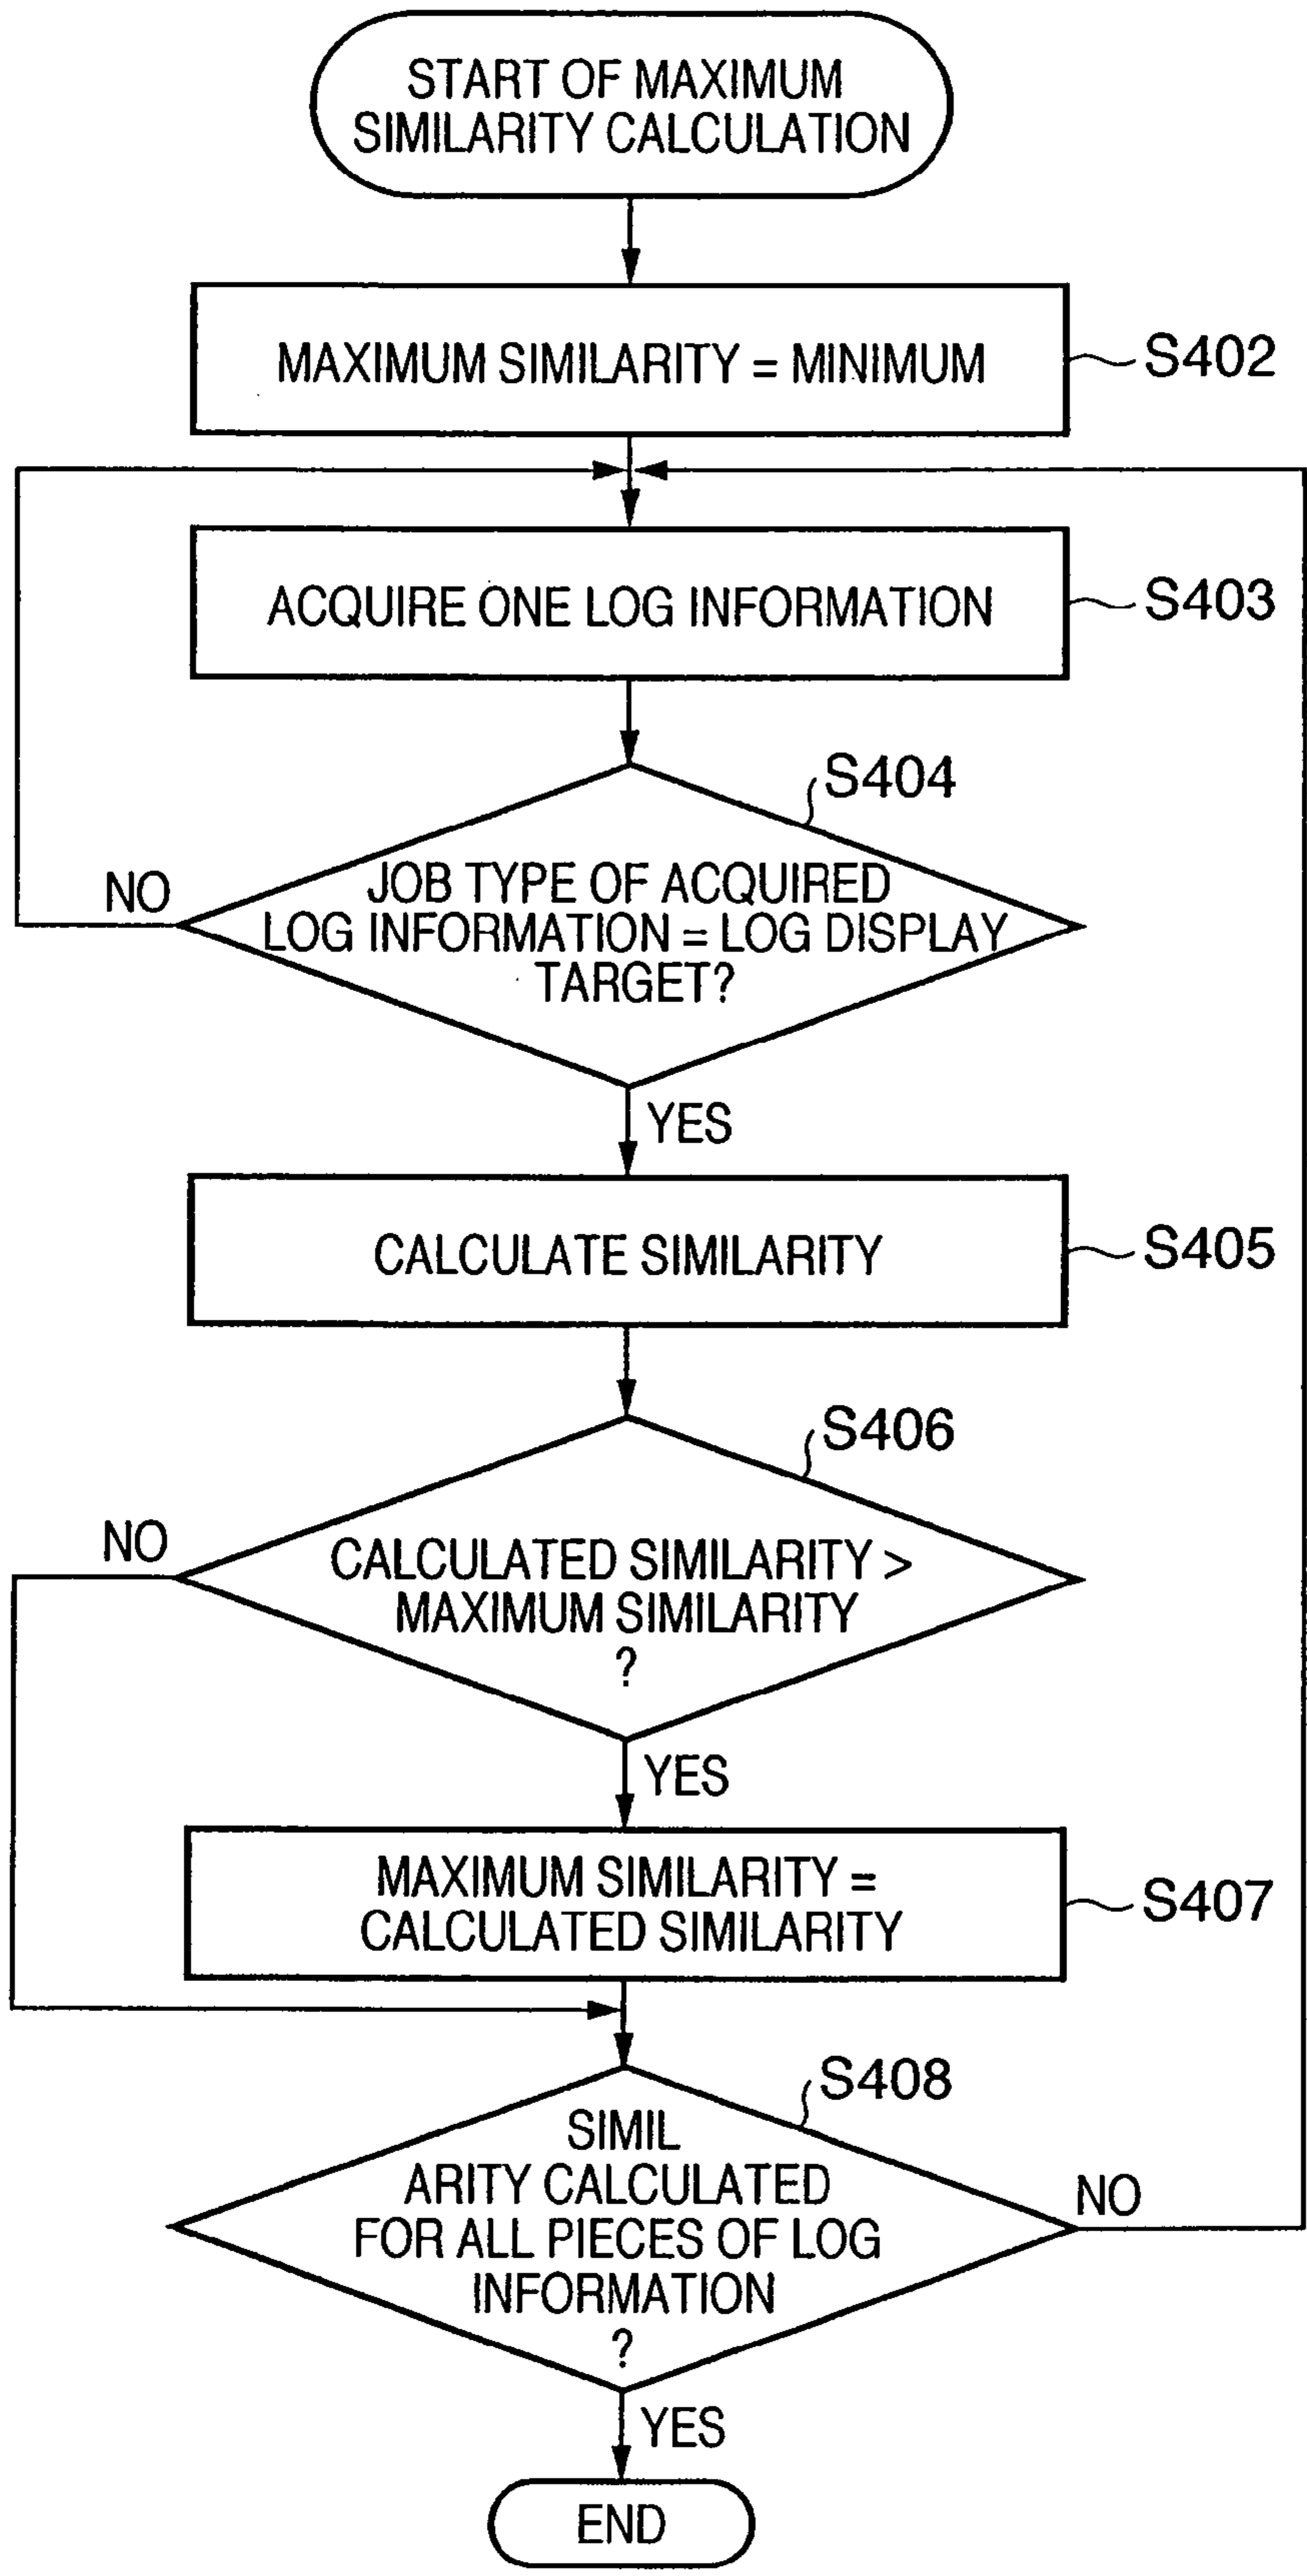 START OF MAXIMUM
SIMILARITY CALCULATION
MAXIMUM SIMILARITY = MINIMUM
S402
ACQUIRE ONE LOG INFORMATION
S403
S404
JOB TYPE OF ACQUIRED
LOG INFORMATION = LOG DISPLAY
TARGET?
NO
YES
CALCULATE SIMILARITY
S405
S406
NO
CALCULATED SIMILARITY >
MAXIMUM SIMILARITY
?
YES
MAXIMUM SIMILARITY =
CALCULATED SIMILARITY
S407
S408
SIMIL
ARITY CALCULATED
FOR ALL PIECES OF LOG
INFORMATION
?
NO
YES
END